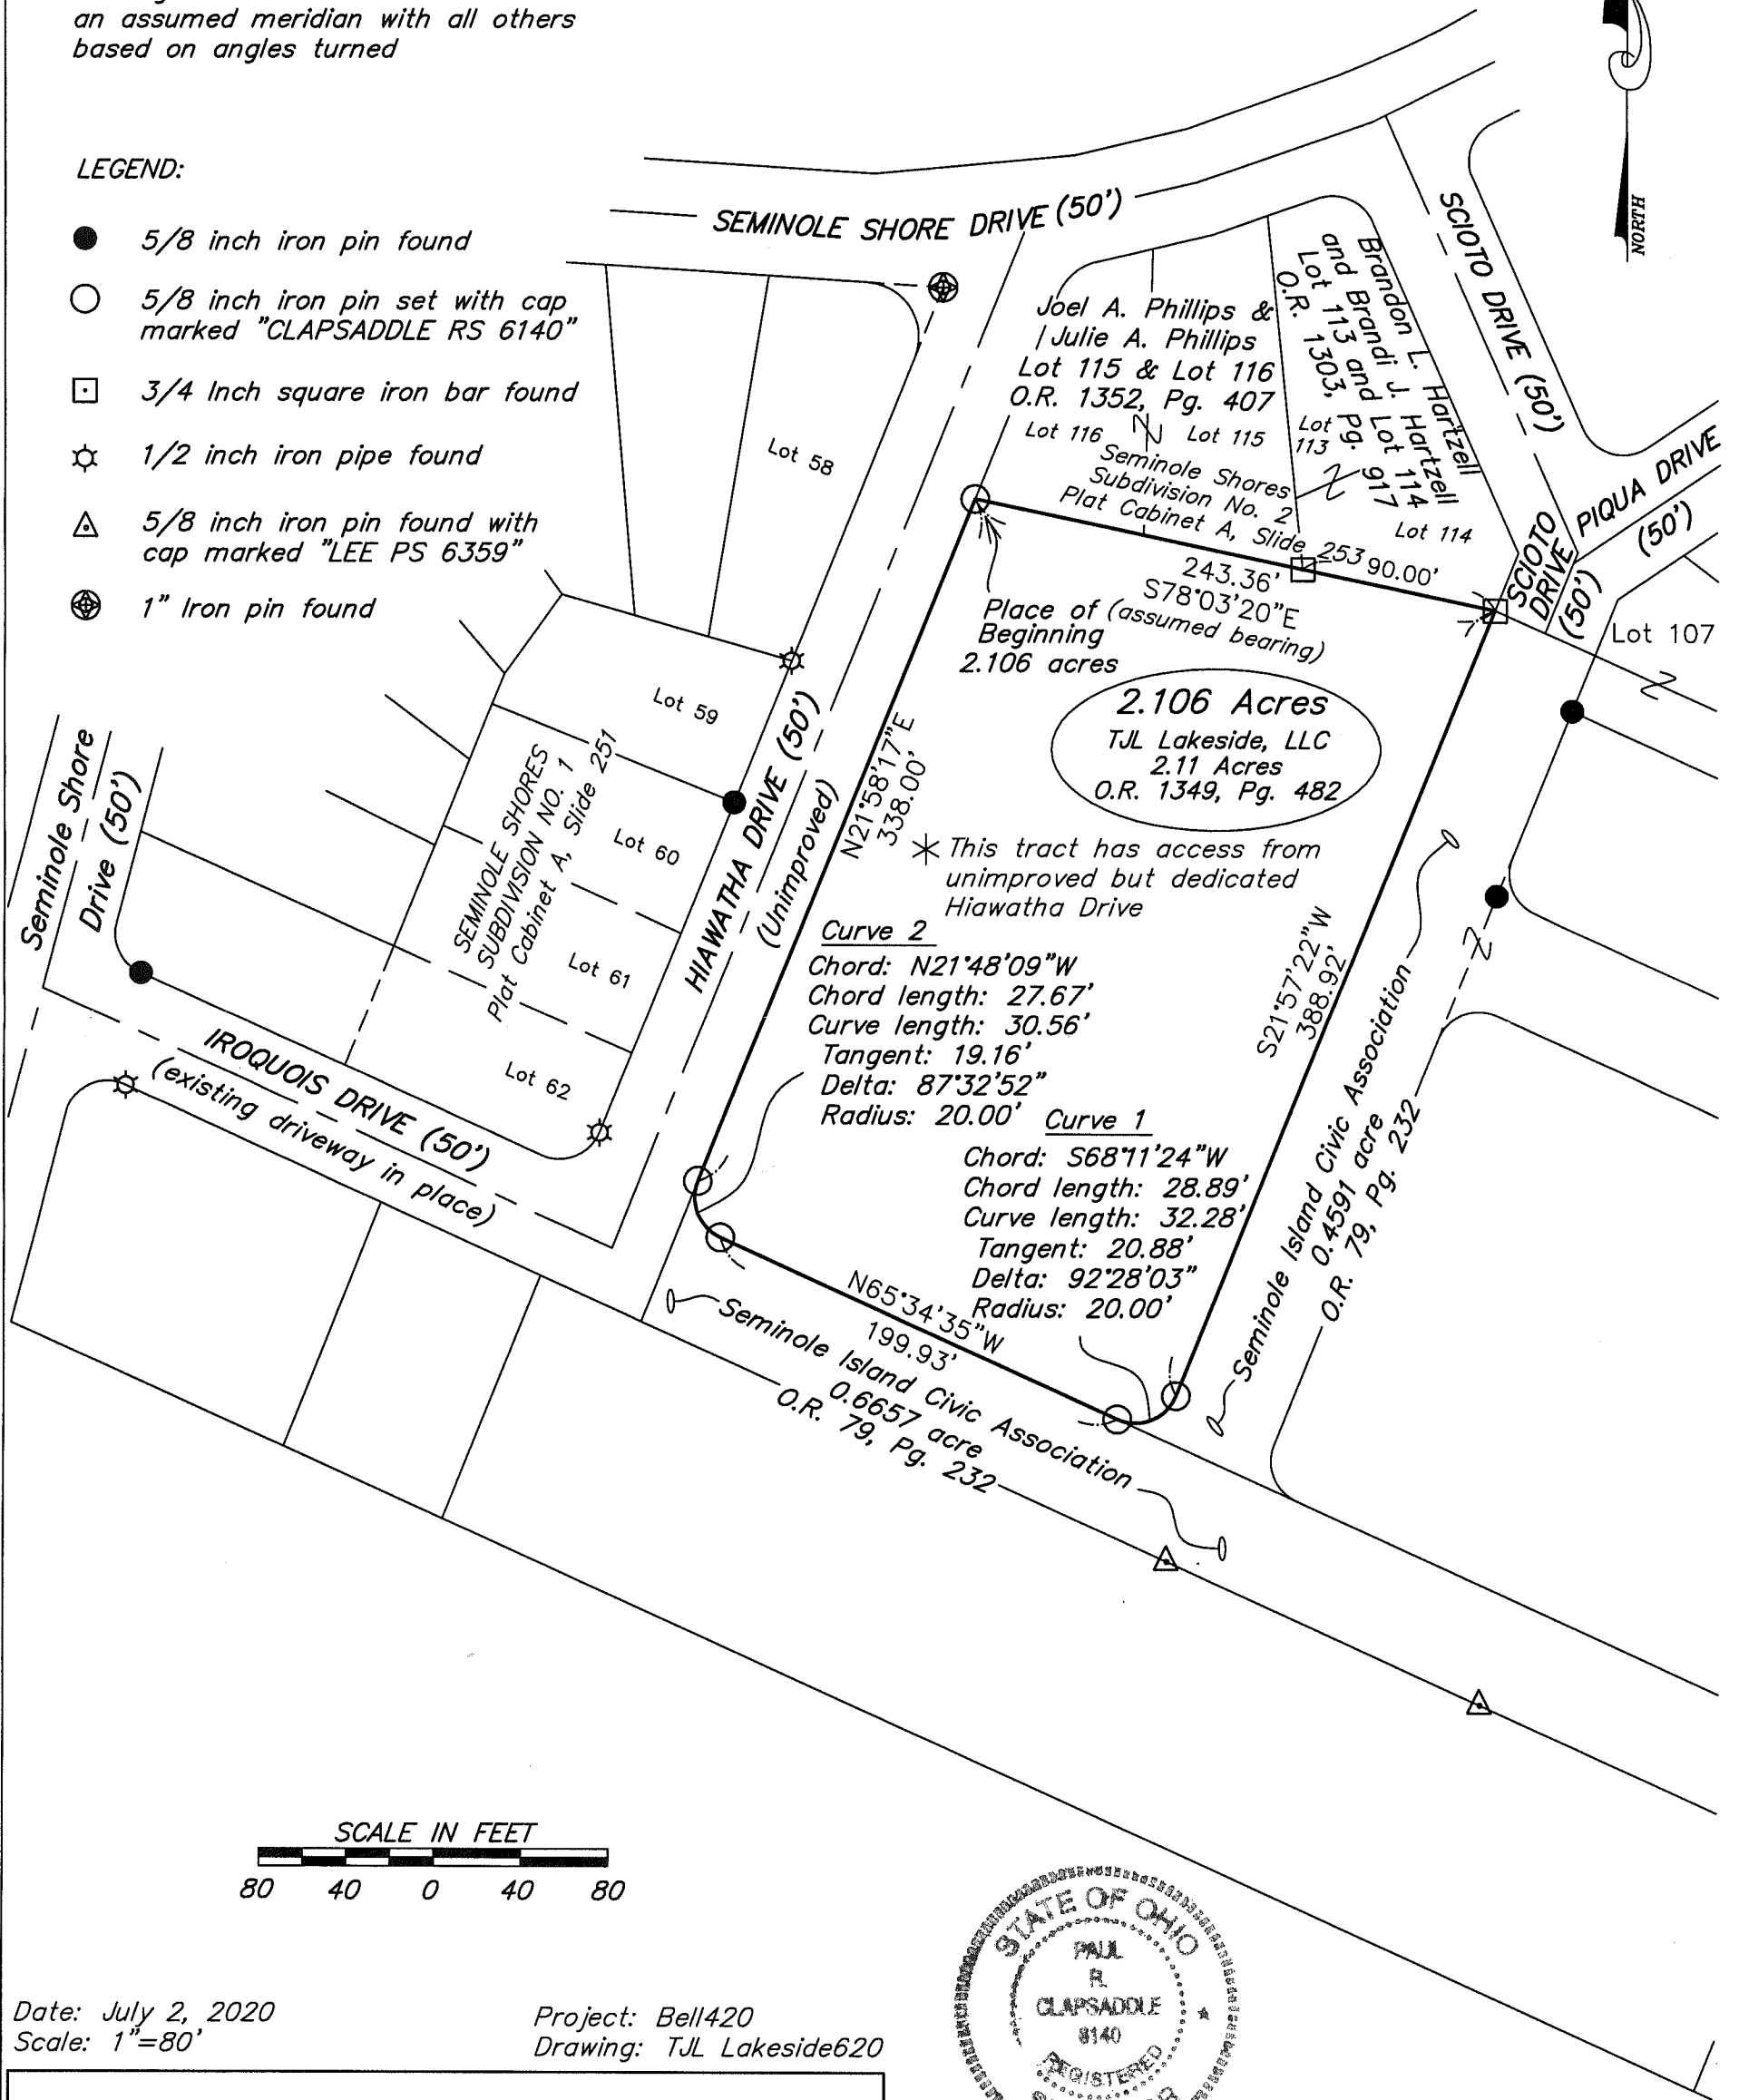 an assumed meridian with all others
based on angles turned
NORTH
LEGEND:
5/8 inch iron pin found
5/8 inch iron pin set with cap
marked "CLAPSADDLE RS 6140"
3/4 Inch square iron bar found
1/2 inch iron pipe found
5/8 inch iron pin found with
cap marked "LEE PS 6359"
1" Iron pin found
SEMINOLE SHORE DRIVE (50')
SCIOTO DRIVE (50')
Joel A. Phillips &
Julie A. Phillips
Lot 115 & Lot 116
O.R. 1352, Pg. 407
Brandon L. Hartzell
and Brandi J. Hartzell
Lot 113 and Lot 114
O.R. 1303, Pg. 917
Lot 116
Lot 115
Lot
113
Lot 114
Seminole Shores
Subdivision No. 2
Plat Cabinet A, Slide 253
PIQUA DRIVE
(50')
SCIOTO
DRIVE
(50')
Lot 107
243.36'
90.00'
S78°03'20"E
(assumed bearing)
Place of
Beginning
2.106 acres
2.106 Acres
TJL Lakeside, LLC
2.11 Acres
O.R. 1349, Pg. 482
This tract has access from
unimproved but dedicated
Hiawatha Drive
Lot 58
Lot 59
Lot 60
Lot 61
Lot 62
SEMINOLE SHORES
SUBDIVISION NO. 1
Plat Cabinet A, Slide 251
HIAWATHA DRIVE (50')
(Unimproved)
N21°58'17"E
338.00'
Seminole Shore
Drive (50')
IROQUOIS DRIVE (50')
(existing driveway in place)
Curve 2
Chord: N21°48'09"W
Chord length: 27.67'
Curve length: 30.56'
Tangent: 19.16'
Delta: 87°32'52"
Radius: 20.00'
Curve 1
Chord: S68°11'24"W
Chord length: 28.89'
Curve length: 32.28'
Tangent: 20.88'
Delta: 92°28'03"
Radius: 20.00'
S21°57'22"W
388.92'
Seminole Island Civic Association
0.4591 acre
O.R. 79, Pg. 232
N65°34'35"W
199.93'
Seminole Island Civic Association
0.6657 acre
O.R. 79, Pg. 232
SCALE IN FEET
80 40 0 40 80
STATE OF OHIO
PAUL
R.
CLAPSADDLE
6140
REGISTERED
Date: July 2, 2020
Scale: 1"=80'
Project: Bell420
Drawing: TJL Lakeside620